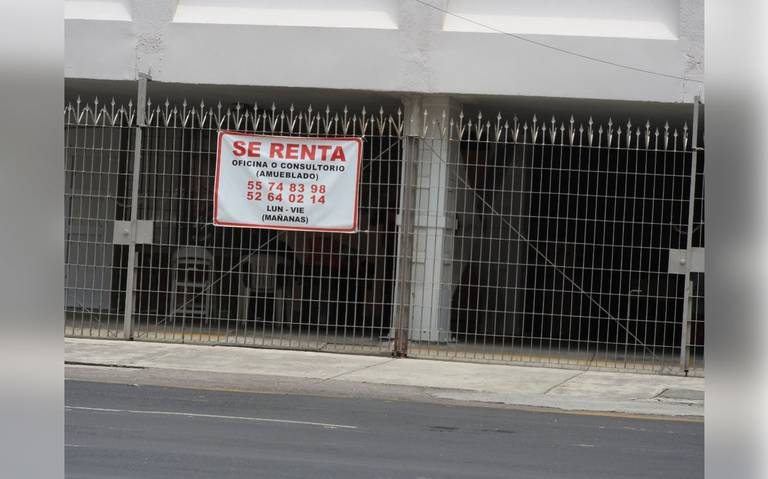 SE RENTA
OFICINA O CONSULTORIO
(AMUEBLADO)
55 74 83 98
52 64 02 14
LUN - VIE
(MAÑANAS)